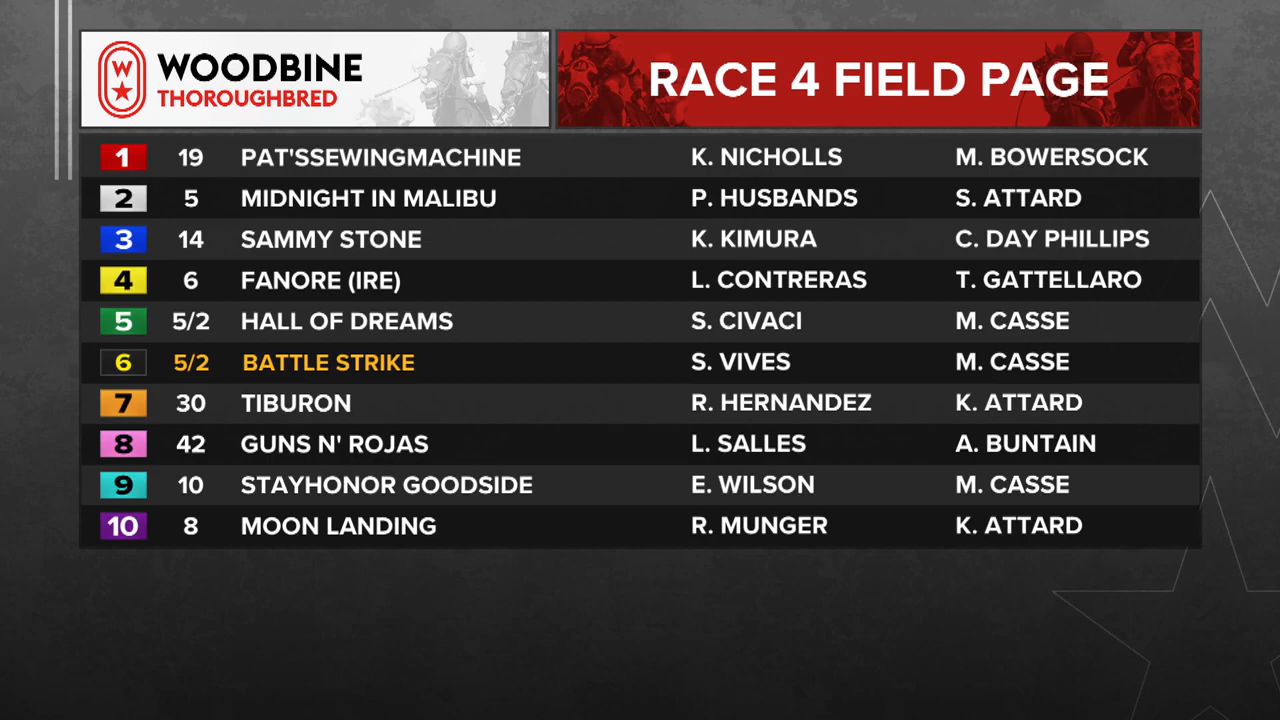 W WOODBINE
THOROUGHBRED
RACE 4 FIELD PAGE
1 19 PAT'SSEWINGMACHINE K. NICHOLLS M. BOWERSOCK
2 5 MIDNIGHT IN MALIBU P. HUSBANDS S. ATTARD
3 14 SAMMY STONE K. KIMURA C. DAY PHILLIPS
4 6 FANORE (IRE) L. CONTRERAS T. GATTELLARO
5 5/2 HALL OF DREAMS S. CIVACI M. CASSE
6 5/2 BATTLE STRIKE S. VIVES M. CASSE
7 30 TIBURON R. HERNANDEZ K. ATTARD
8 42 GUNS N' ROJAS L. SALLES A. BUNTAIN
9 10 STAYHONOR GOODSIDE E. WILSON M. CASSE
10 8 MOON LANDING R. MUNGER K. ATTARD